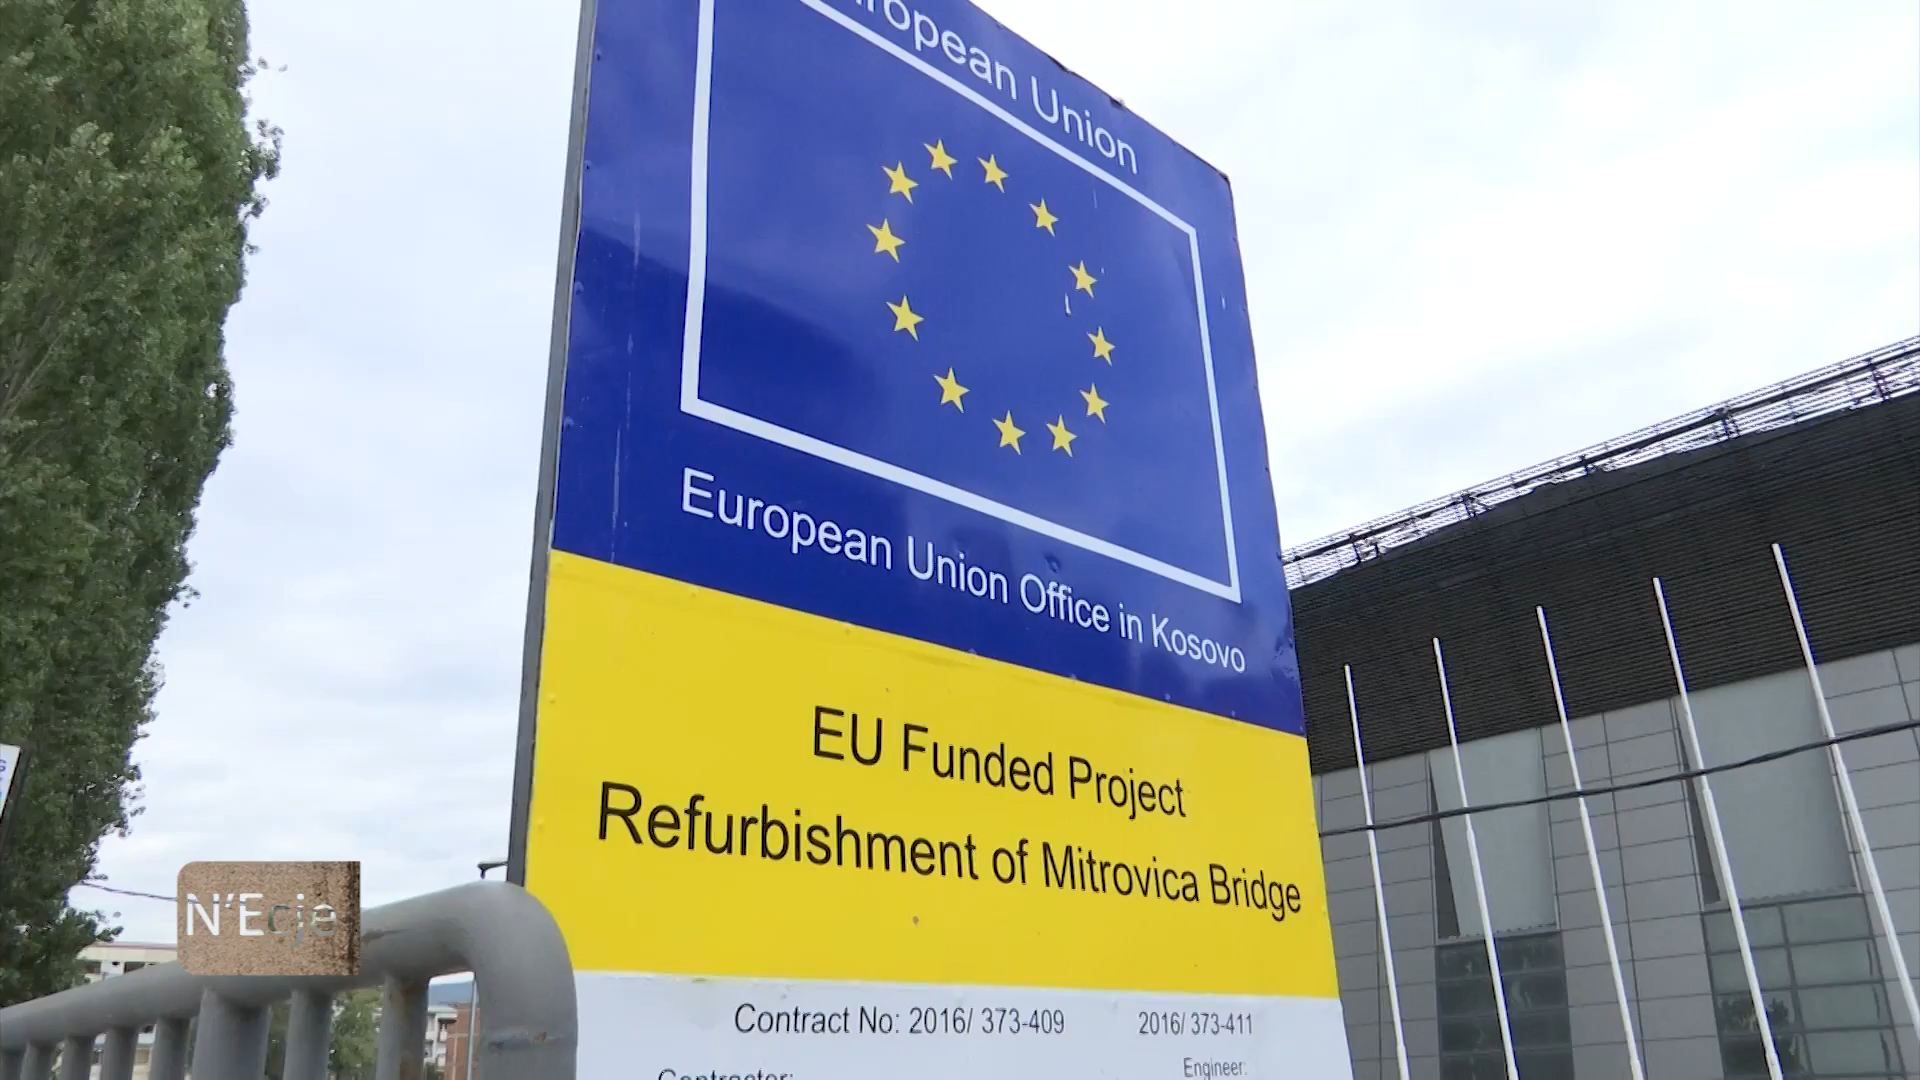 European Union
European Union Office in Kosovo
EU Funded Project
Refurbishment of Mitrovica Bridge
Contract No: 2016/ 373-409 2016/ 373-411
Contractor: Engineer:
N'Ecje